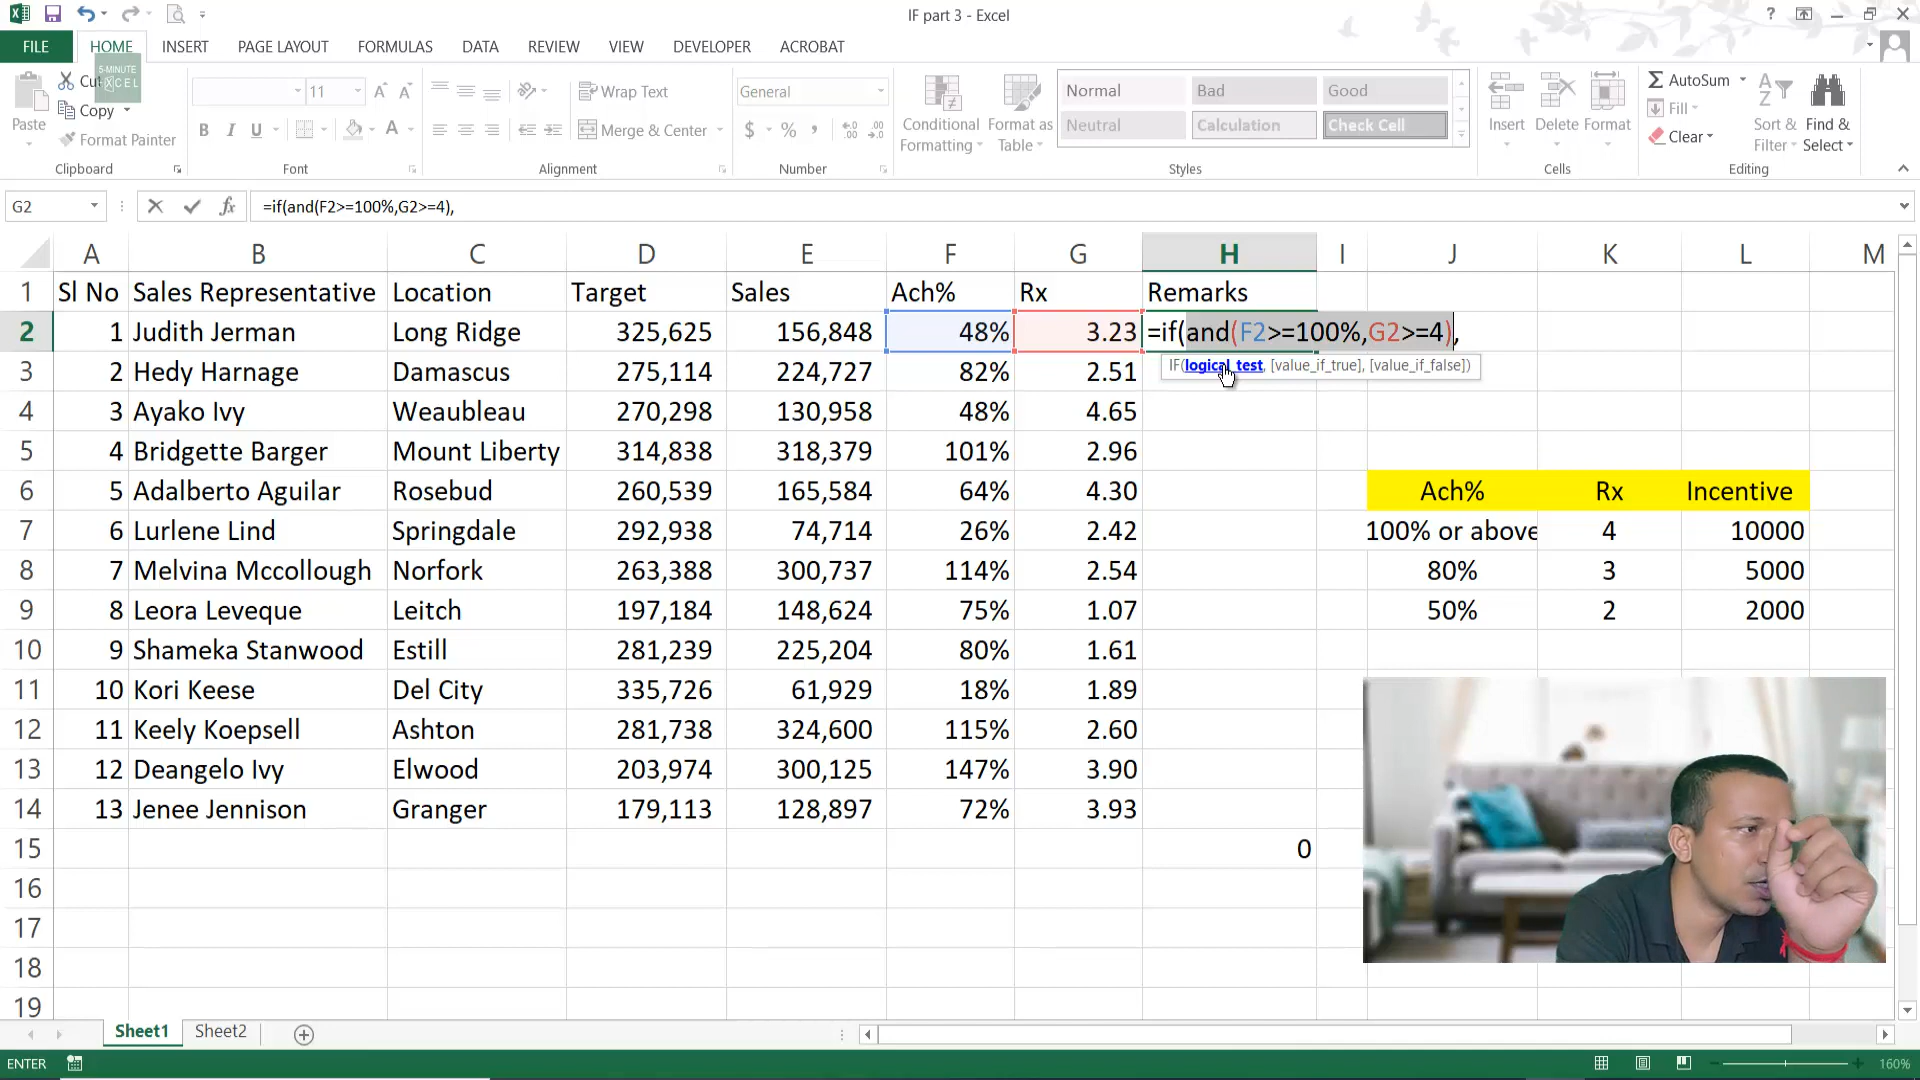 IF part 3 - Excel
FILE HOME INSERT PAGE LAYOUT FORMULAS DATA REVIEW VIEW DEVELOPER ACROBAT
5-MINUTE
EXCEL
Paste Cut Copy Format Painter
Clipboard
11
B I U A
Font
Wrap Text
Merge & Center
Alignment
General
$ % ,
Number
Conditional Formatting Format as Table
Normal Bad Good
Neutral Calculation Check Cell
Styles
Insert Delete Format
Cells
AutoSum
Fill
Clear
Sort & Filter Find & Select
Editing
G2 fx =if(and(F2>=100%,G2>=4),
A B C D E F G H I J K L M
1 Sl No Sales Representative Location Target Sales Ach% Rx Remarks
2 1 Judith Jerman Long Ridge 325,625 156,848 48% 3.23 =if(and(F2>=100%,G2>=4),
IF(logical_test, [value_if_true], [value_if_false])
3 2 Hedy Harnage Damascus 275,114 224,727 82% 2.51
4 3 Ayako Ivy Weaubleau 270,298 130,958 48% 4.65
5 4 Bridgette Barger Mount Liberty 314,838 318,379 101% 2.96
6 5 Adalberto Aguilar Rosebud 260,539 165,584 64% 4.30 Ach% Rx Incentive
7 6 Lurlene Lind Springdale 292,938 74,714 26% 2.42 100% or above 4 10000
8 7 Melvina Mccollough Norfork 263,388 300,737 114% 2.54 80% 3 5000
9 8 Leora Leveque Leitch 197,184 148,624 75% 1.07 50% 2 2000
10 9 Shameka Stanwood Estill 281,239 225,204 80% 1.61
11 10 Kori Keese Del City 335,726 61,929 18% 1.89
12 11 Keely Koepsell Ashton 281,738 324,600 115% 2.60
13 12 Deangelo Ivy Elwood 203,974 300,125 147% 3.90
14 13 Jenee Jennison Granger 179,113 128,897 72% 3.93
15 0
16
17
18
19
Sheet1 Sheet2
ENTER 160%